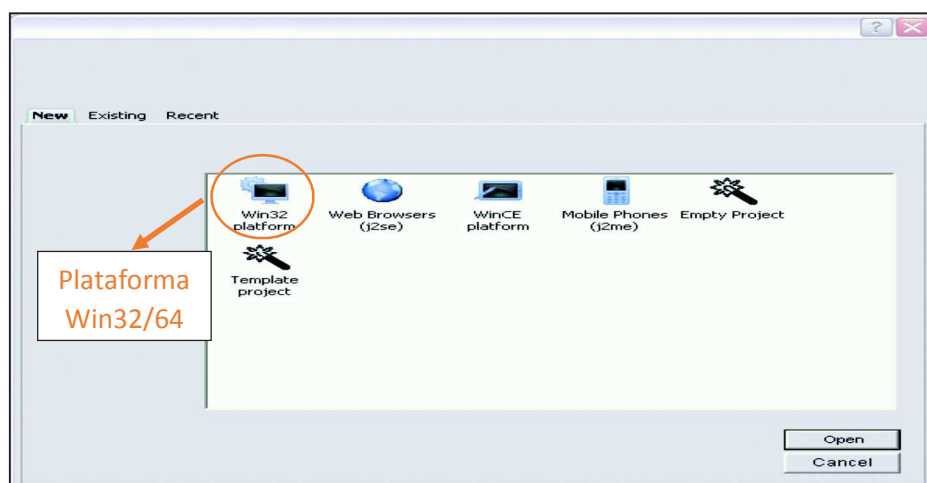 New Existing Recent
Win32 platform
Web Browsers (j2se)
WinCE platform
Mobile Phones (j2me)
Empty Project
Template project
Plataforma
Win32/64
Open
Cancel